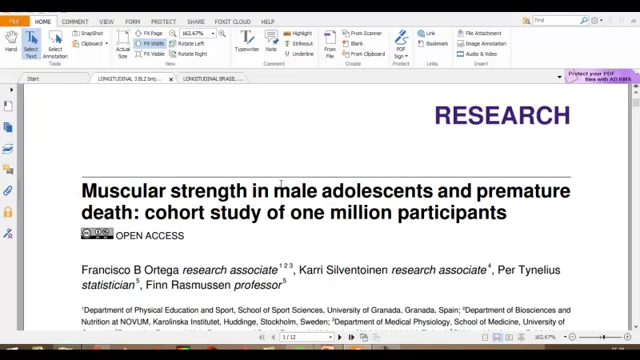 FILE HOME COMMENT VIEW FORM PROTECT SHARE HELP FOXIT CLOUD
Find
Hand
Select Text
Select Annotation
SnapShot
Clipboard
Actual Size
Fit Page
Fit Width
Fit Visible
162.67%
Rotate Left
Rotate Right
Typewriter
Note
Highlight
Strikeout
Underline
From File
From Scanner
Blank
From Clipboard
PDF Sign
Link
Bookmark
File Attachment
Image Annotation
Audio & Video
Tools
View
Comment
Create
Protect
Links
Insert
Start
LONGITUDINAL 3 BLZ bmj...
LONGITUDINAL BRASIL ...
Protect your PDF
files with AD RMS
RESEARCH
Muscular strength in male adolescents and premature
death: cohort study of one million participants
OPEN ACCESS
Francisco B Ortega research associate 1 2 3, Karri Silventoinen research associate 4, Per Tynelius
statistician 5, Finn Rasmussen professor 5
1Department of Physical Education and Sport, School of Sport Sciences, University of Granada, Granada, Spain; 2Department of Biosciences and
Nutrition at NOVUM, Karolinska Institutet, Huddinge, Stockholm, Sweden; 3Department of Medical Physiology, School of Medicine, University of
1 / 12
162.67%